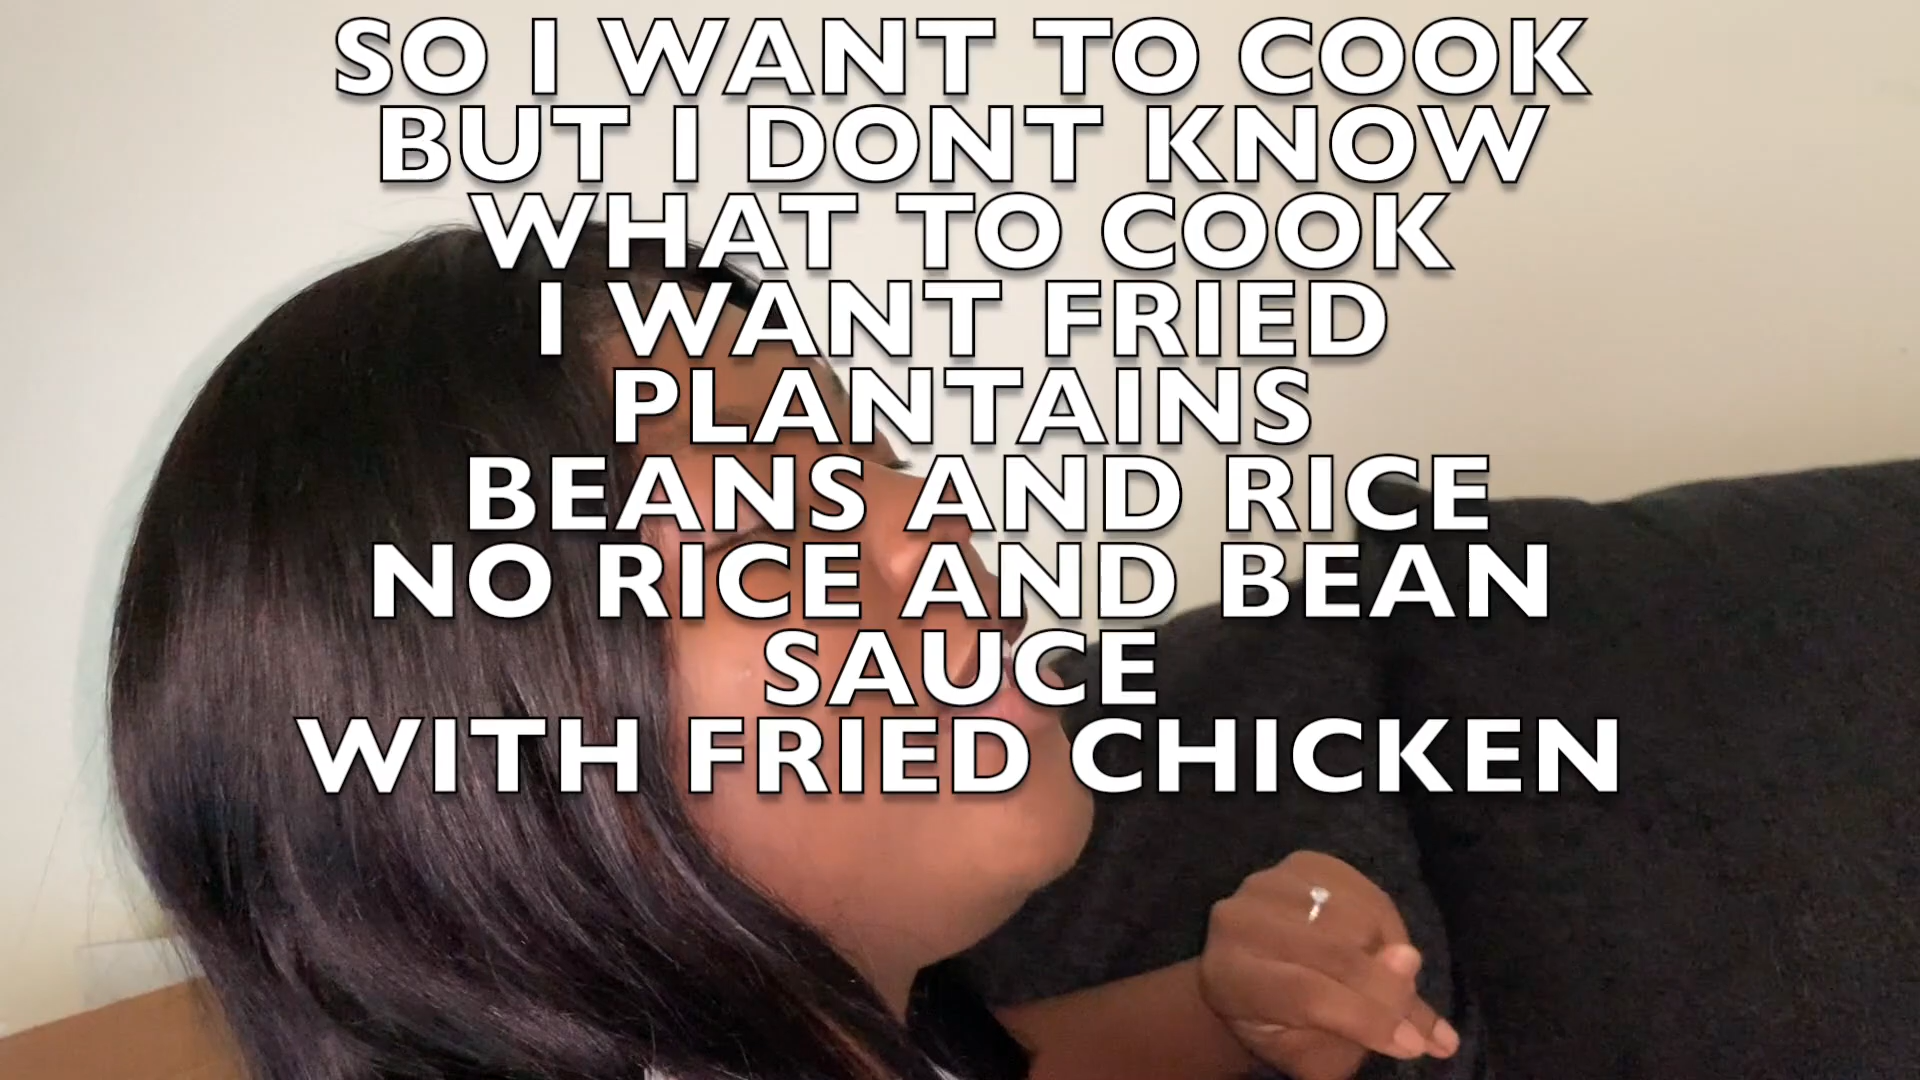 SO I WANT TO COOK
BUT I DONT KNOW
WHAT TO COOK
I WANT FRIED
PLANTAINS
BEANS AND RICE
NO RICE AND BEAN
SAUCE
WITH FRIED CHICKEN